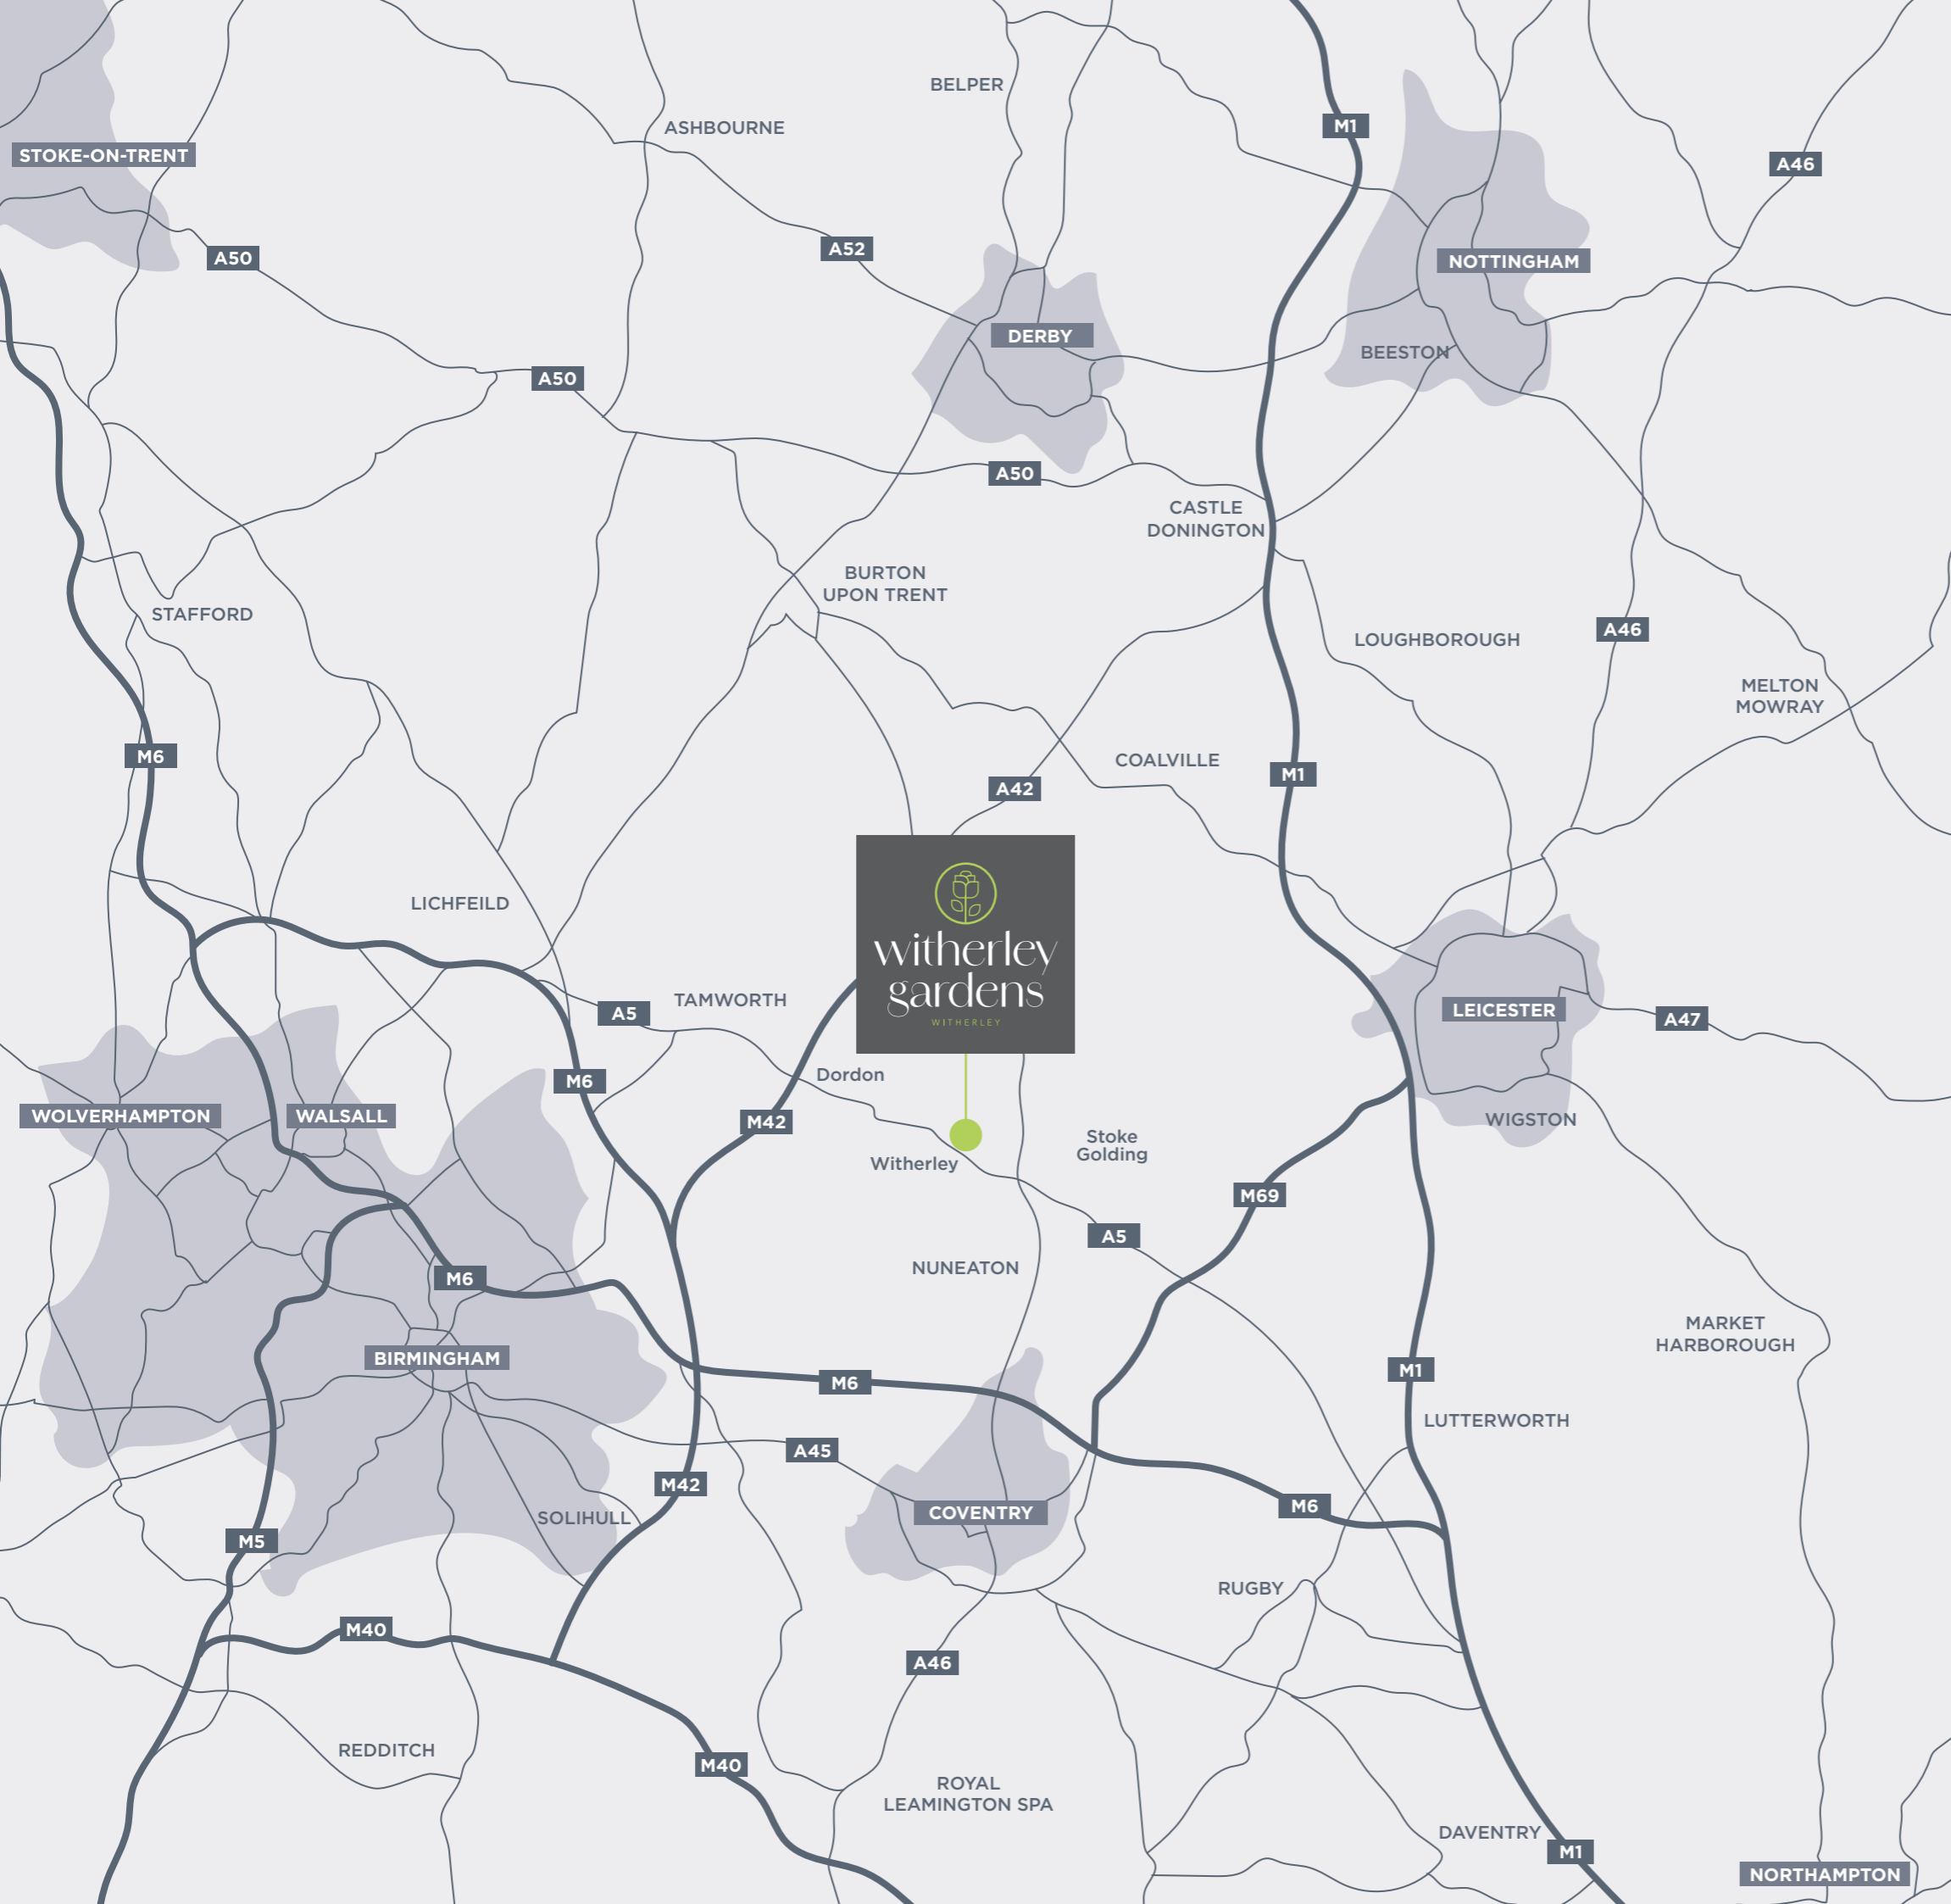 BELPER
M1
ASHBOURNE
STOKE-ON-TRENT
A46
A52
A50
NOTTINGHAM
DERBY
BEESTON
A50
A50
CASTLE
DONINGTON
BURTON
UPON TRENT
STAFFORD
A46
LOUGHBOROUGH
MELTON
MOWRAY
M6
COALVILLE
M1
A42
LICHFEILD
witherley
gardens
WITHERLEY
TAMWORTH
A5
LEICESTER
A47
Dordon
M6
WOLVERHAMPTON
WALSALL
M42
WIGSTON
Stoke
Golding
Witherley
M69
A5
NUNEATON
M6
MARKET
HARBOROUGH
BIRMINGHAM
M1
M6
LUTTERWORTH
A45
M42
M6
COVENTRY
SOLIHULL
M5
RUGBY
M40
A46
REDDITCH
M40
ROYAL
LEAMINGTON SPA
DAVENTRY
M1
NORTHAMPTON